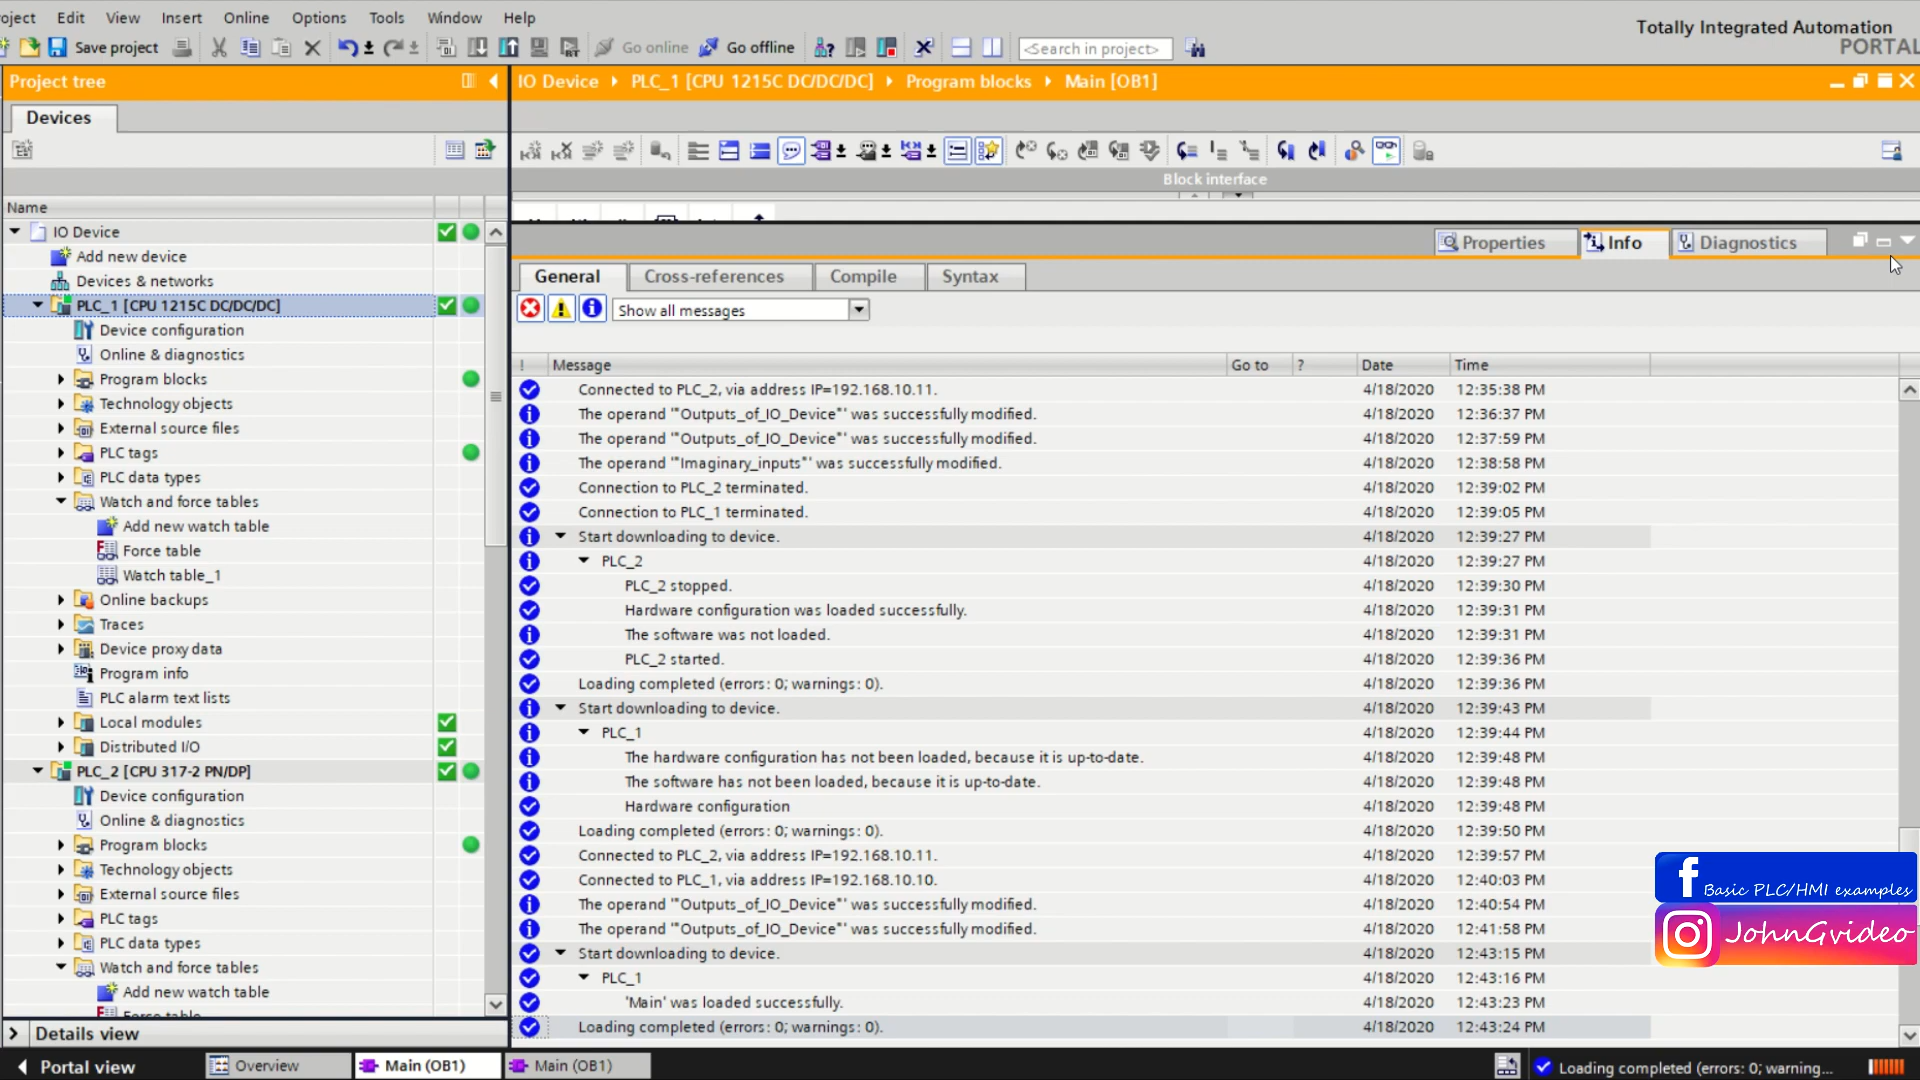 oject Edit View Insert Online Options Tools Window Help
Totally Integrated Automation
PORTAL
Save project Go online Go offline <Search in project>
Project tree
IO Device PLC_1 [CPU 1215C DC/DC/DC] Program blocks Main [OB1]
Devices
Block interface
Name
IO Device
Add new device
Devices & networks
PLC_1 [CPU 1215C DC/DC/DC]
Device configuration
Online & diagnostics
Program blocks
Technology objects
External source files
PLC tags
PLC data types
Watch and force tables
Add new watch table
Force table
Watch table_1
Online backups
Traces
Device proxy data
Program info
PLC alarm text lists
Local modules
Distributed I/O
PLC_2 [CPU 317-2 PN/DP]
Device configuration
Online & diagnostics
Program blocks
Technology objects
External source files
PLC tags
PLC data types
Watch and force tables
Add new watch table
Force table
Details view
Properties Info Diagnostics
General Cross-references Compile Syntax
Show all messages
! Message Go to ? Date Time
Connected to PLC_2, via address IP=192.168.10.11. 4/18/2020 12:35:38 PM
The operand '"Outputs_of_IO_Device"' was successfully modified. 4/18/2020 12:36:37 PM
The operand '"Outputs_of_IO_Device"' was successfully modified. 4/18/2020 12:37:59 PM
The operand '"Imaginary_inputs"' was successfully modified. 4/18/2020 12:38:58 PM
Connection to PLC_2 terminated. 4/18/2020 12:39:02 PM
Connection to PLC_1 terminated. 4/18/2020 12:39:05 PM
Start downloading to device. 4/18/2020 12:39:27 PM
PLC_2 4/18/2020 12:39:27 PM
PLC_2 stopped. 4/18/2020 12:39:30 PM
Hardware configuration was loaded successfully. 4/18/2020 12:39:31 PM
The software was not loaded. 4/18/2020 12:39:31 PM
PLC_2 started. 4/18/2020 12:39:36 PM
Loading completed (errors: 0; warnings: 0). 4/18/2020 12:39:36 PM
Start downloading to device. 4/18/2020 12:39:43 PM
PLC_1 4/18/2020 12:39:44 PM
The hardware configuration has not been loaded, because it is up-to-date. 4/18/2020 12:39:48 PM
The software has not been loaded, because it is up-to-date. 4/18/2020 12:39:48 PM
Hardware configuration 4/18/2020 12:39:48 PM
Loading completed (errors: 0; warnings: 0). 4/18/2020 12:39:50 PM
Connected to PLC_2, via address IP=192.168.10.11. 4/18/2020 12:39:57 PM
Connected to PLC_1, via address IP=192.168.10.10. 4/18/2020 12:40:03 PM
The operand '"Outputs_of_IO_Device"' was successfully modified. 4/18/2020 12:40:54 PM
The operand '"Outputs_of_IO_Device"' was successfully modified. 4/18/2020 12:41:58 PM
Start downloading to device. 4/18/2020 12:43:15 PM
PLC_1 4/18/2020 12:43:16 PM
'Main' was loaded successfully. 4/18/2020 12:43:23 PM
Loading completed (errors: 0; warnings: 0). 4/18/2020 12:43:24 PM
Basic PLC/HMI examples
JohnGvideo
Portal view Overview Main (OB1) Main (OB1) Loading completed (errors: 0; warning...